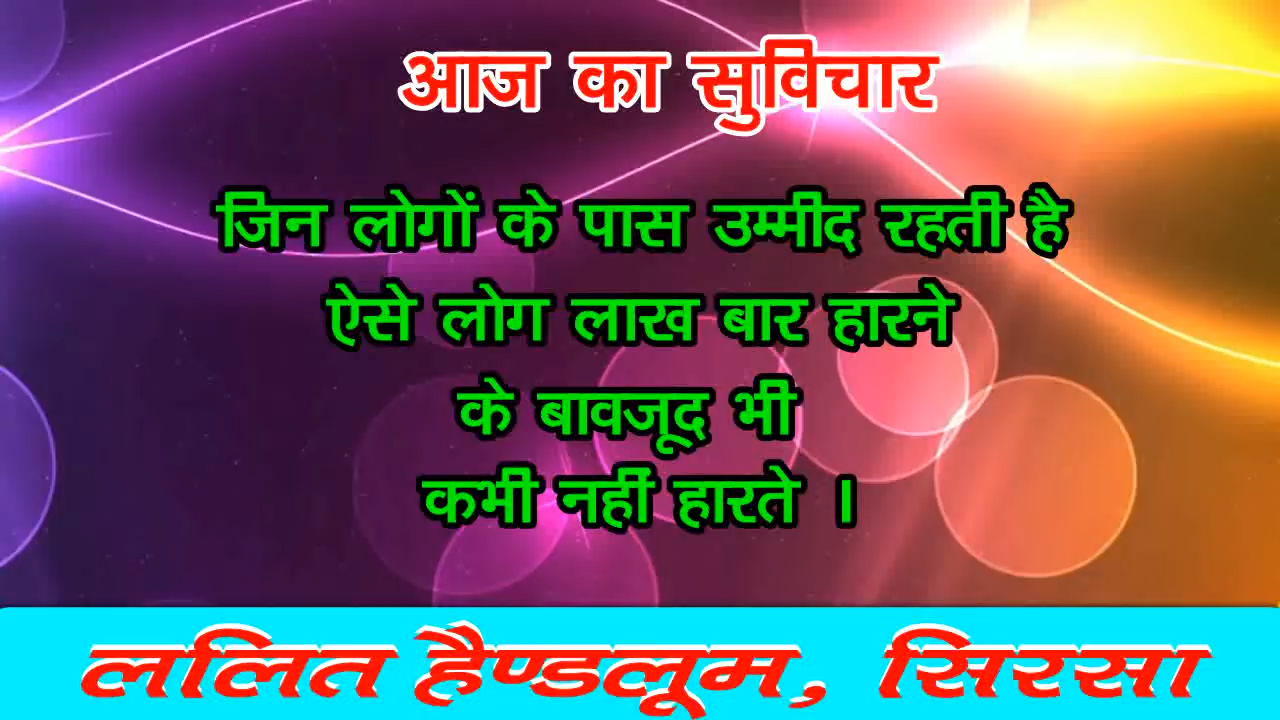 आज का सुविचार
जिन लोगों के पास उम्मीद रहती है
ऐसे लोग लाख बार हारने
के बावजूद भी
कभी नहीं हारते ।
ललित हैण्डलूम, सिरसा